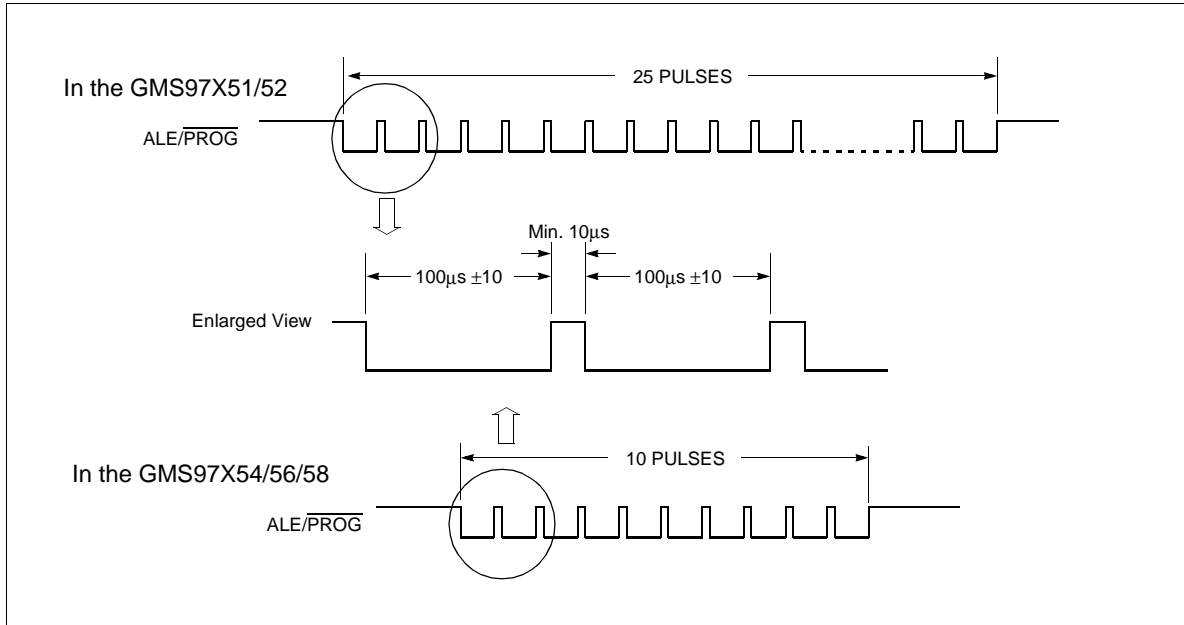 25 PULSES
In the GMS97X51/52
ALE/PROG
Min. 10μs
100μs ±10
100μs ±10
Enlarged View
10 PULSES
In the GMS97X54/56/58
ALE/PROG